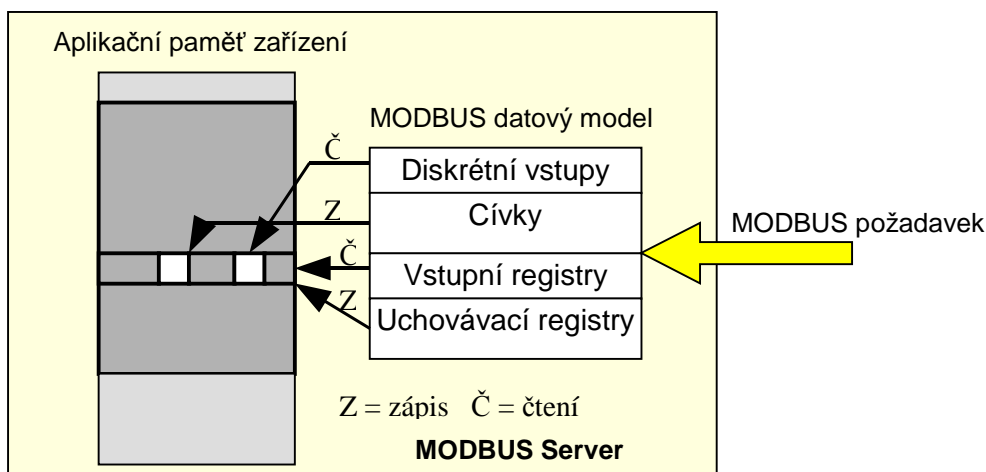 Aplikační paměť zařízení
MODBUS datový model
Č
Diskrétní vstupy
Z
Cívky
MODBUS požadavek
Č
Vstupní registry
Z
Uchovávací registry
Z = zápis Č = čtení
MODBUS Server